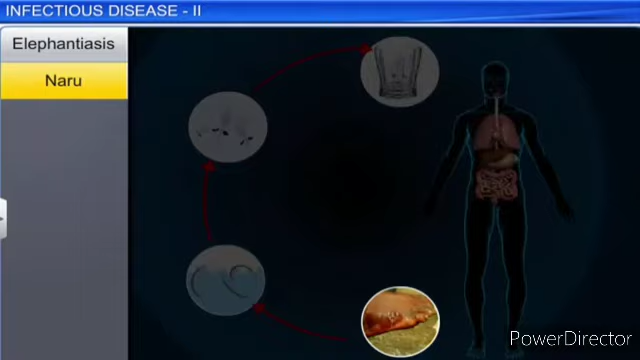 INFECTIOUS DISEASE - II
Elephantiasis
Naru
PowerDirector